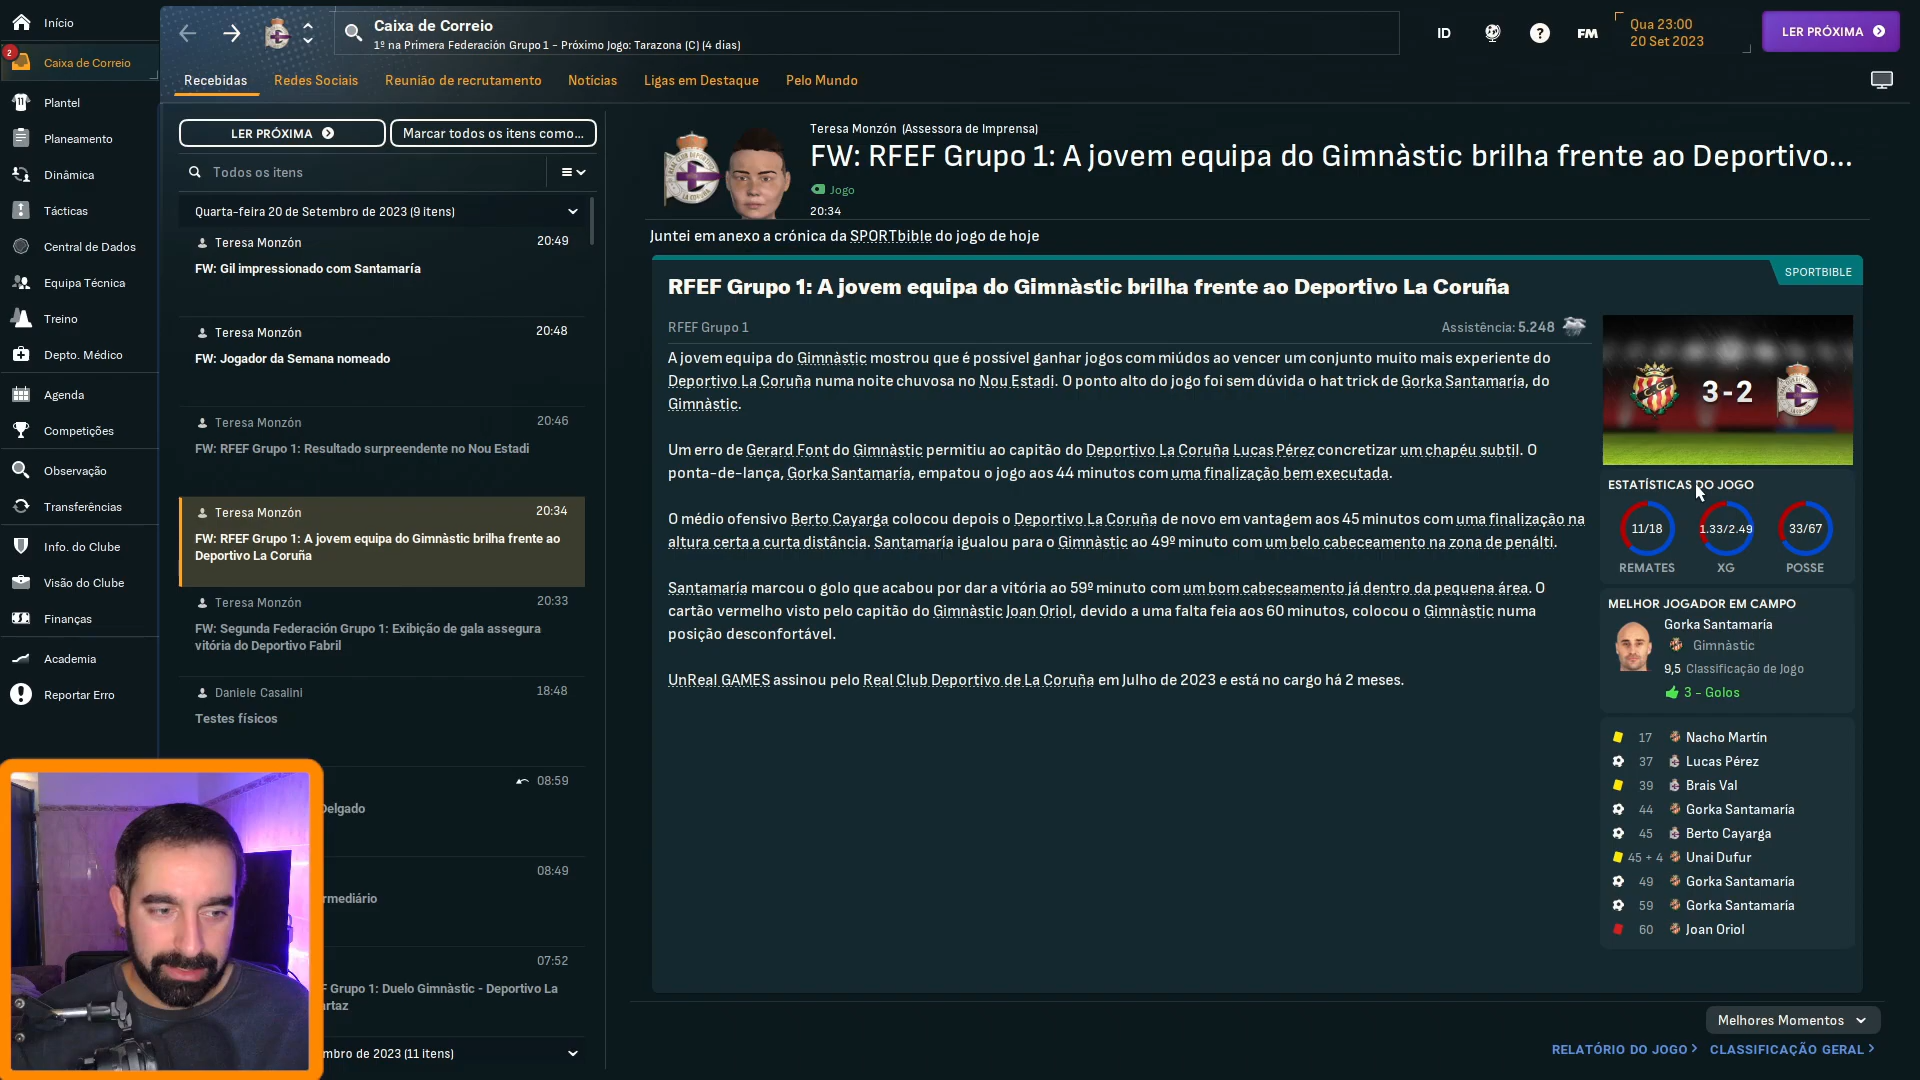 Início
2
Caixa de Correio
Plantel
Planeamento
Dinâmica
Tácticas
Central de Dados
Equipa Técnica
Treino
Depto. Médico
Agenda
Competições
Observação
Transferências
Info. do Clube
Visão do Clube
Finanças
Academia
Reportar Erro
Caixa de Correio
1º na Primera Federación Grupo 1 - Próximo Jogo: Tarazona (C) (4 dias)
ID
?
FM
Qua 23:00
20 Set 2023
LER PRÓXIMA
Recebidas
Redes Sociais
Reunião de recrutamento
Notícias
Ligas em Destaque
Pelo Mundo
LER PRÓXIMA
Marcar todos os itens como...
Todos os itens
Quarta-feira 20 de Setembro de 2023 (9 itens)
Teresa Monzón 20:49
FW: Gil impressionado com Santamaría
Teresa Monzón 20:48
FW: Jogador da Semana nomeado
Teresa Monzón 20:46
FW: RFEF Grupo 1: Resultado surpreendente no Nou Estadi
Teresa Monzón 20:34
FW: RFEF Grupo 1: A jovem equipa do Gimnàstic brilha frente ao
Deportivo La Coruña
Teresa Monzón 20:33
FW: Segunda Federación Grupo 1: Exibição de gala assegura
vitória do Deportivo Fabril
Daniele Casalini 18:48
Testes físicos
08:59
Delgado
08:49
rmediário
07:52
F Grupo 1: Duelo Gimnàstic - Deportivo La
artaz
mbro de 2023 (11 itens)
Teresa Monzón (Assessora de Imprensa)
FW: RFEF Grupo 1: A jovem equipa do Gimnàstic brilha frente ao Deportivo...
Jogo
20:34
Juntei em anexo a crónica da SPORTbible do jogo de hoje
SPORTBIBLE
RFEF Grupo 1: A jovem equipa do Gimnàstic brilha frente ao Deportivo La Coruña
RFEF Grupo 1
Assistência: 5.248
A jovem equipa do Gimnàstic mostrou que é possível ganhar jogos com miúdos ao vencer um conjunto muito mais experiente do
Deportivo La Coruña numa noite chuvosa no Nou Estadi. O ponto alto do jogo foi sem dúvida o hat trick de Gorka Santamaría, do
Gimnàstic.
Um erro de Gerard Font do Gimnàstic permitiu ao capitão do Deportivo La Coruña Lucas Pérez concretizar um chapéu subtil. O
ponta-de-lança, Gorka Santamaría, empatou o jogo aos 44 minutos com uma finalização bem executada.
O médio ofensivo Berto Cayarga colocou depois o Deportivo La Coruña de novo em vantagem aos 45 minutos com uma finalização na
altura certa a curta distância. Santamaría igualou para o Gimnàstic ao 49º minuto com um belo cabeceamento na zona de penálti.
Santamaría marcou o golo que acabou por dar a vitória ao 59º minuto com um bom cabeceamento já dentro da pequena área. O
cartão vermelho visto pelo capitão do Gimnàstic Joan Oriol, devido a uma falta feia aos 60 minutos, colocou o Gimnàstic numa
posição desconfortável.
UnReal GAMES assinou pelo Real Club Deportivo de La Coruña em Julho de 2023 e está no cargo há 2 meses.
3 - 2
ESTATÍSTICAS DO JOGO
11/18
1.33/2.49
33/67
REMATES
XG
POSSE
MELHOR JOGADOR EM CAMPO
Gorka Santamaría
Gimnàstic
9,5 Classificação de Jogo
3 - Golos
17 Nacho Martín
37 Lucas Pérez
39 Brais Val
44 Gorka Santamaría
45 Berto Cayarga
45 + 4 Unai Dufur
49 Gorka Santamaría
59 Gorka Santamaría
60 Joan Oriol
Melhores Momentos
RELATÓRIO DO JOGO
CLASSIFICAÇÃO GERAL